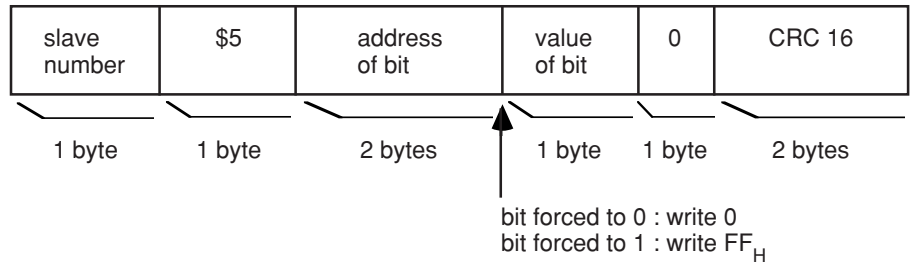 slave number
$5
address of bit
value of bit
0
CRC 16
1 byte
1 byte
2 bytes
1 byte
1 byte
2 bytes
bit forced to 0 : write 0
bit forced to 1 : write FFH